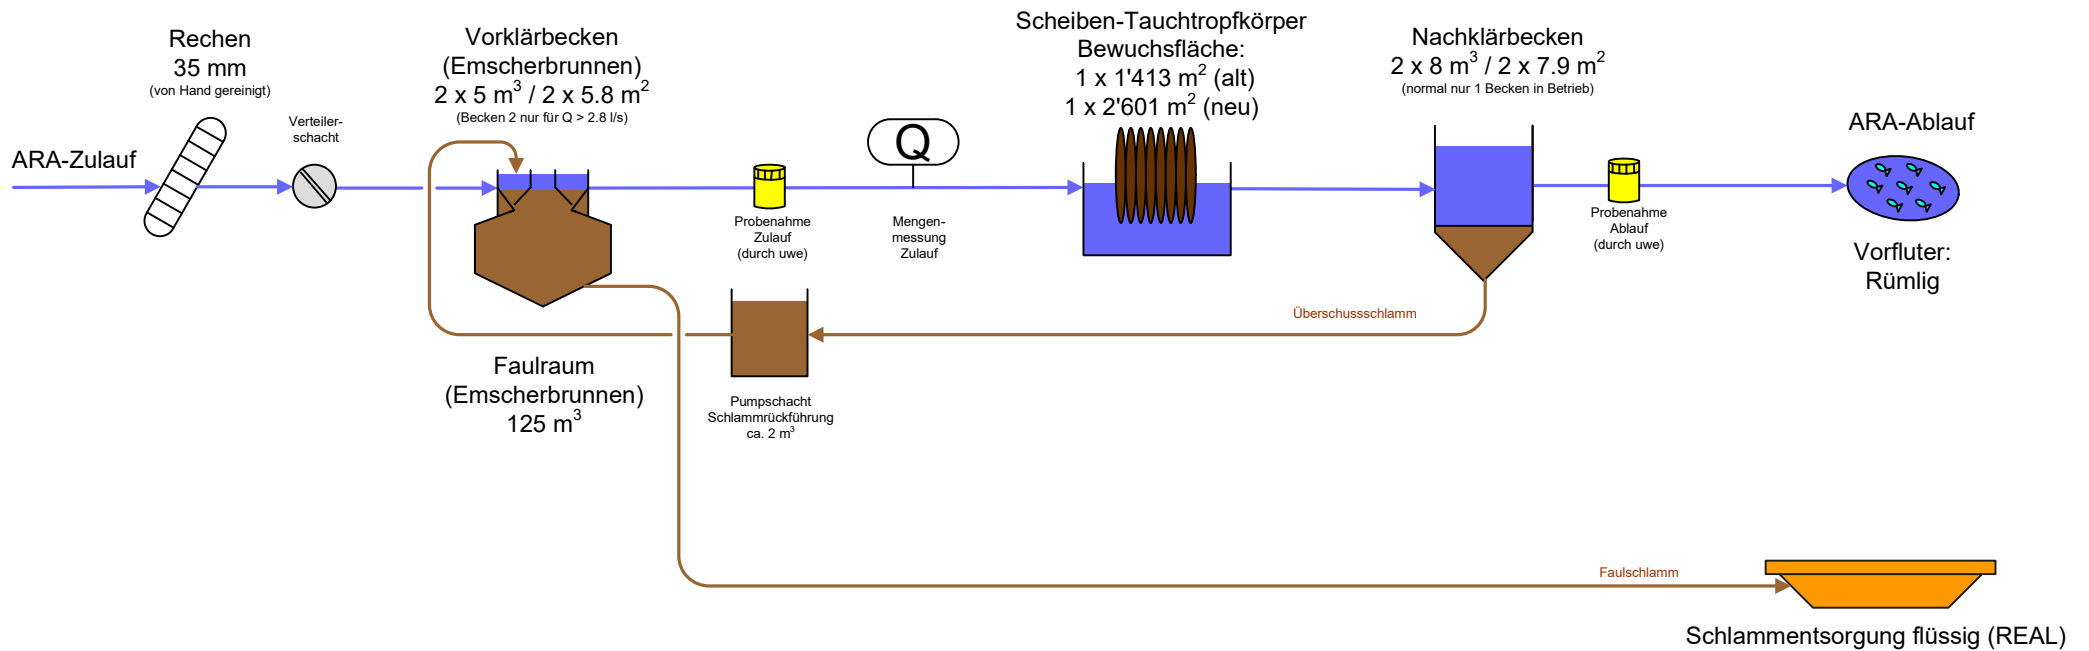 Rechen
35 mm
(von Hand gereinigt)
ARA-Zulauf
Verteiler-
schacht
Vorklärbecken
(Emscherbrunnen)
2 x 5 m³ / 2 x 5.8 m²
(Becken 2 nur für Q > 2.8 l/s)
Faulraum
(Emscherbrunnen)
125 m³
Probenahme
Zulauf
(durch uwe)
Pumpschacht
Schlammrückführung
ca. 2 m³
Q
Mengen-
messung
Zulauf
Scheiben-Tauchtropfkörper
Bewuchsfläche:
1 x 1'413 m² (alt)
1 x 2'601 m² (neu)
Nachklärbecken
2 x 8 m³ / 2 x 7.9 m²
(normal nur 1 Becken in Betrieb)
Überschussschlamm
Probenahme
Ablauf
(durch uwe)
ARA-Ablauf
Vorfluter:
Rümlig
Faulschlamm
Schlammentsorgung flüssig (REAL)